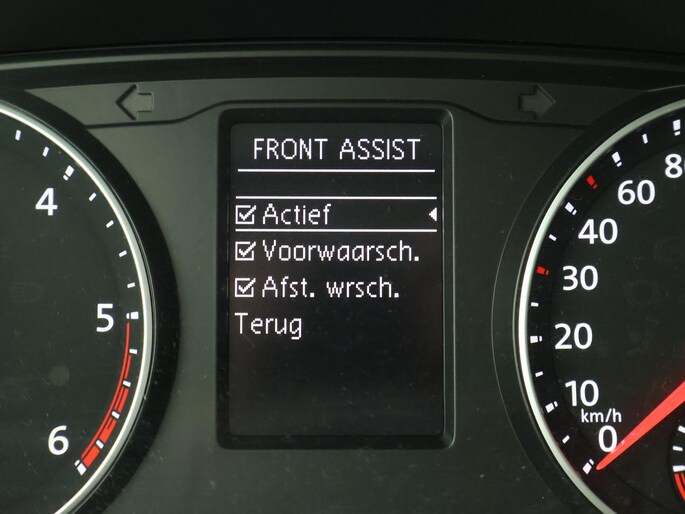 FRONT ASSIST
Actief
Voorwaarsch.
Afst. wrsch.
Terug
4
5
6
80
60
40
30
20
10
km/h
0